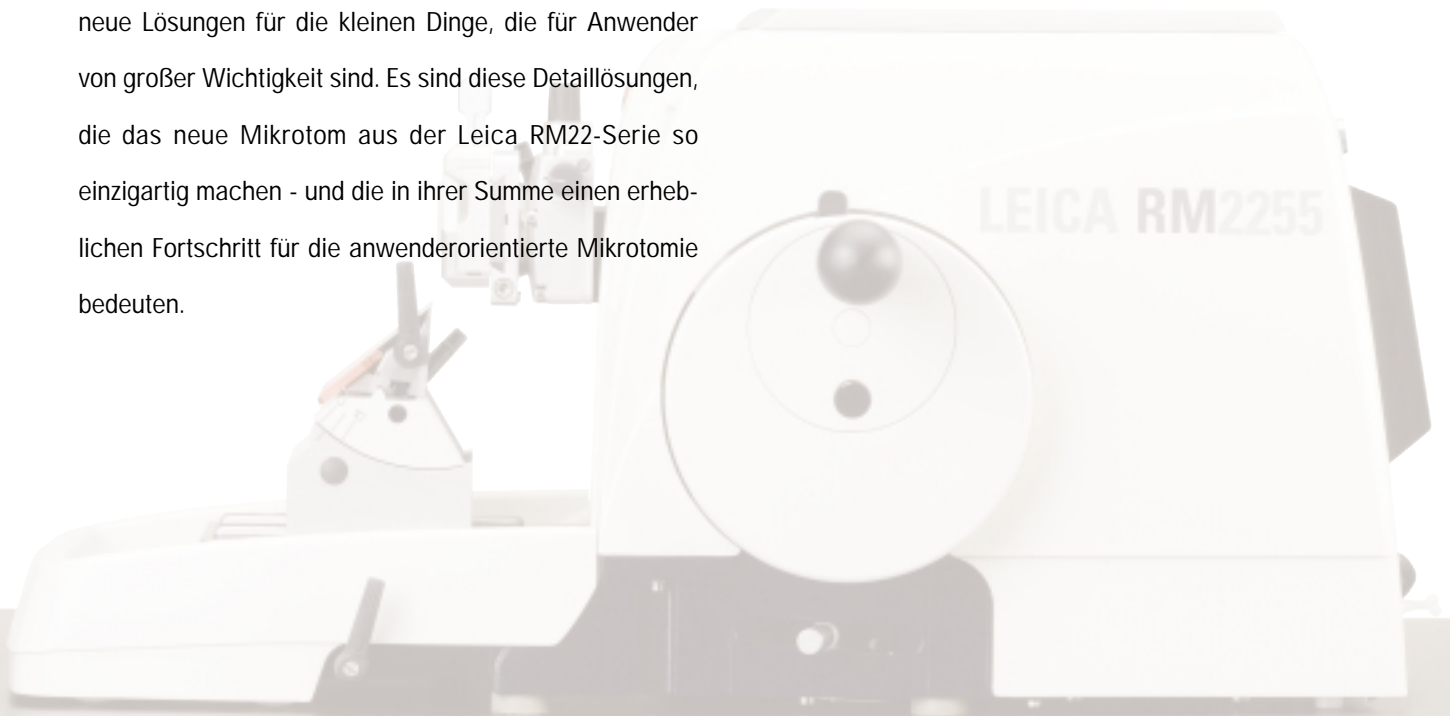 neue Lösungen für die kleinen Dinge, die für Anwender
von großer Wichtigkeit sind. Es sind diese Detaillösungen,
die das neue Mikrotom aus der Leica RM22-Serie so
einzigartig machen - und die in ihrer Summe einen erheb-
lichen Fortschritt für die anwenderorientierte Mikrotomie
bedeuten.
LEICA RM2255